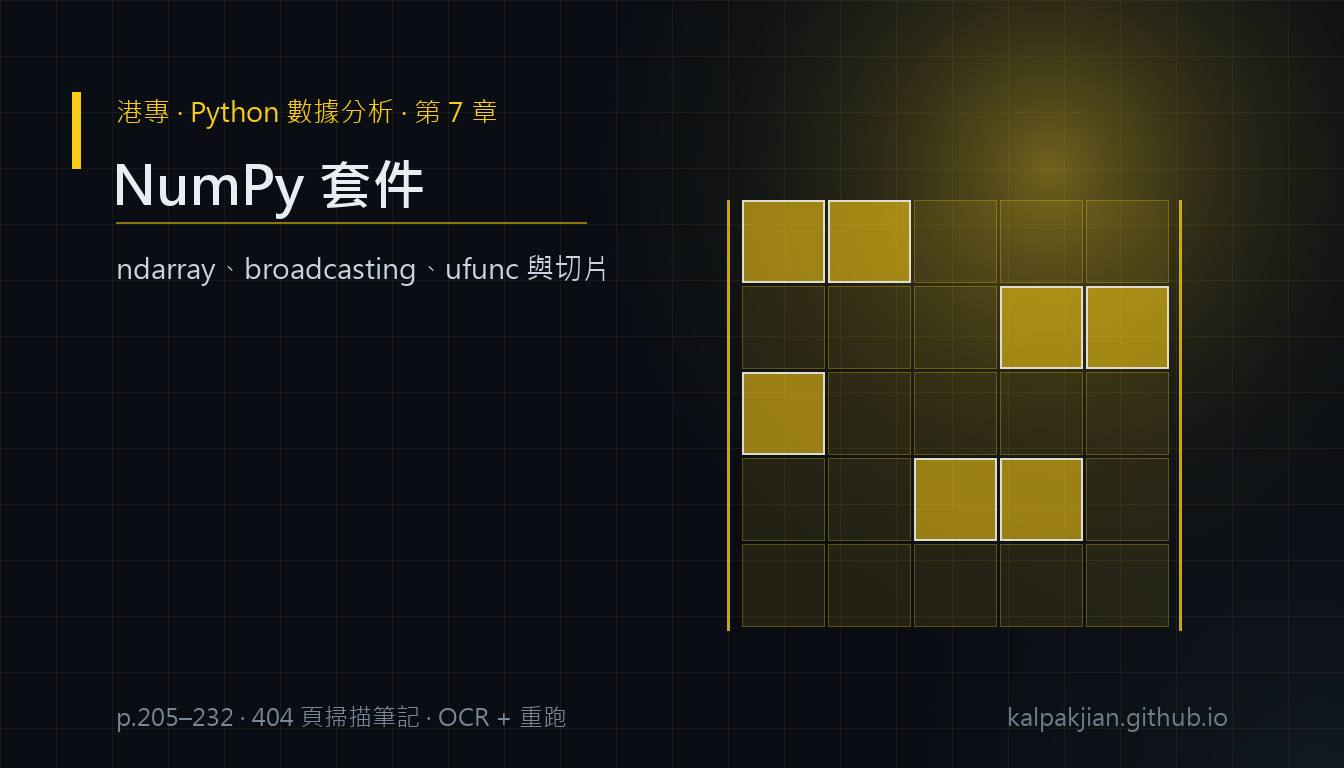 港專 · Python 數據分析 · 第 7 章
NumPy 套件
ndarray、broadcasting、ufunc 與切片
p.205–232 · 404 頁掃描筆記 · OCR + 重跑
kalpakjian.github.io